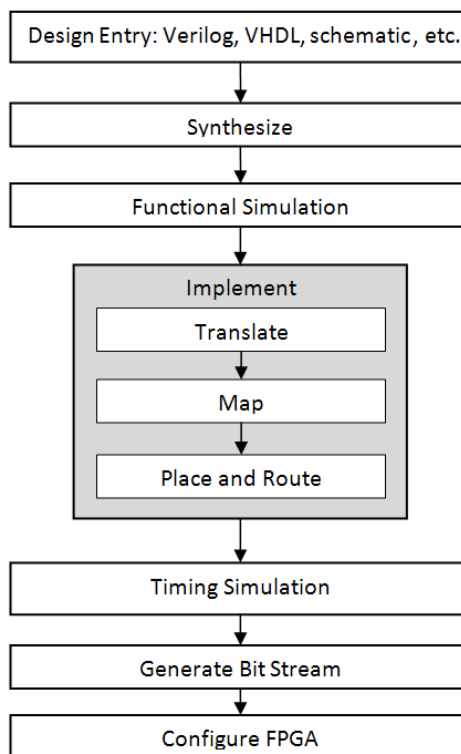 Design Entry: Verilog, VHDL, schematic, etc.
Synthesize
Functional Simulation
Implement
Translate
Map
Place and Route
Timing Simulation
Generate Bit Stream
Configure FPGA